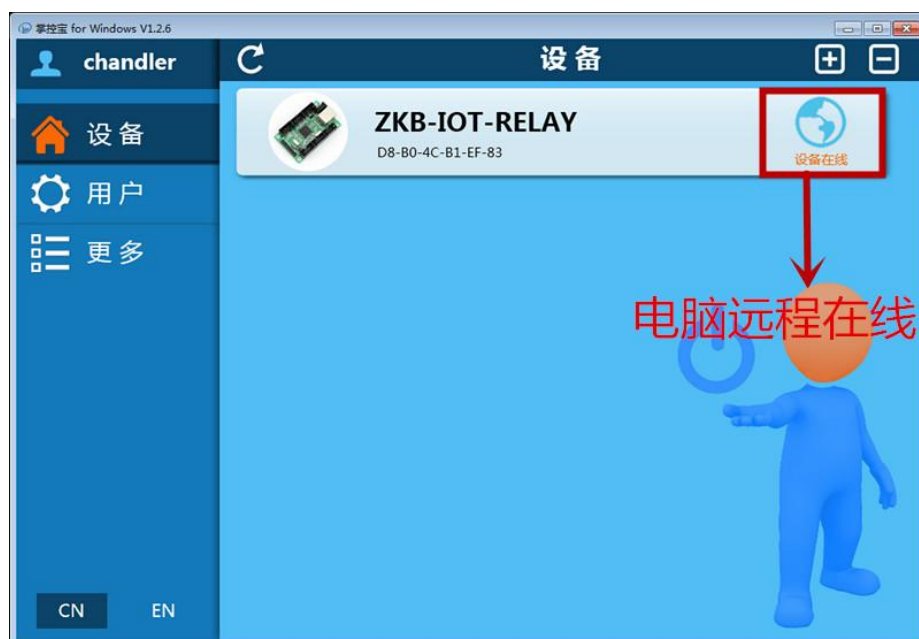 掌控宝 for Windows V1.2.6
chandler
设备
设备
用户
更多
ZKB-IOT-RELAY
D8-B0-4C-B1-EF-83
设备在线
电脑远程在线
CN EN